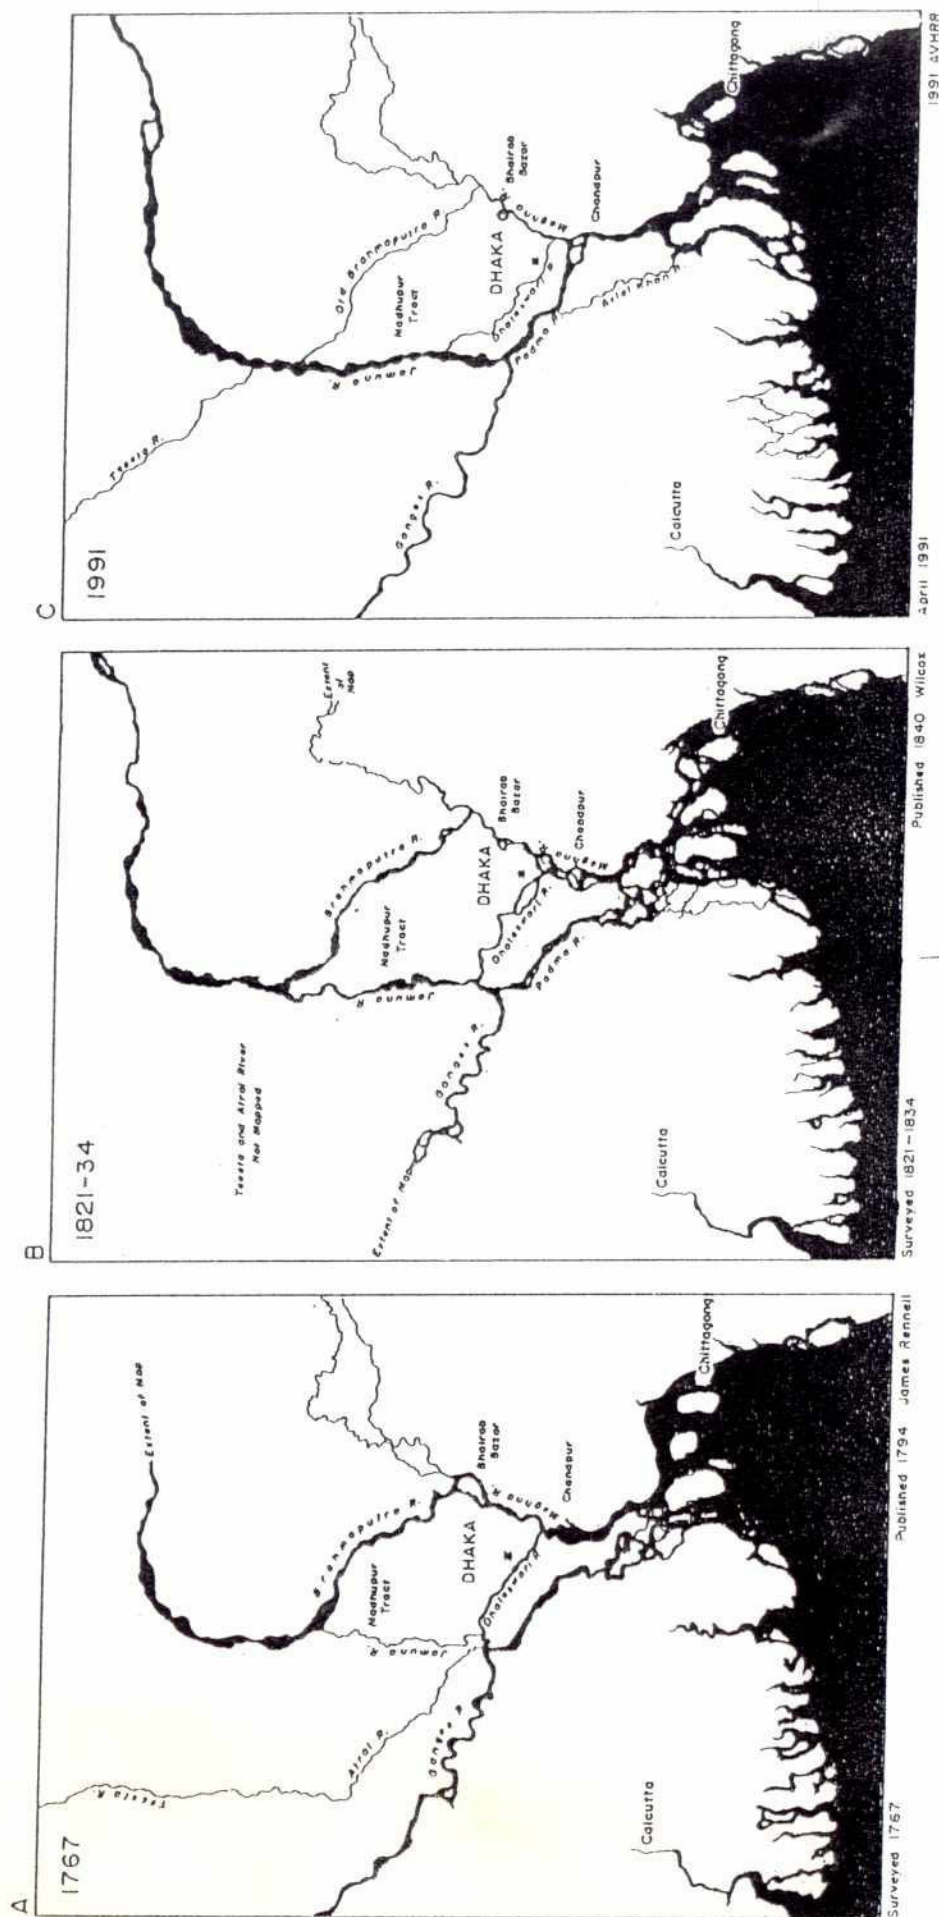 A
1767
Extent of Map
Teesta R.
Atrai R.
Brahmaputra R.
Madhupur
Tract
Jamuna
R.
Bhairab
Bazar
DHAKA
Ganges R.
Dhaleswari R.
Meghna R.
Chandpur
Calcutta
Chittagong
Surveyed 1767
Published 1794 James Rennell
B
1821-34
Extent
of
Map
Teesta and Atrai River
Not Mapped
Brahmaputra R.
Madhupur
Tract
Jamuna
R.
Bhairab
Bazar
DHAKA
Extent of Map
Ganges R.
Dhaleswari R.
Padma R.
Meghna
R.
Chandpur
Calcutta
Chittagong
Surveyed 1821-1834
Published 1840 Wilcox
C
1991
Teesta R.
Old Brahmaputra R.
Madhupur
Tract
Jamuna
R.
Bhairab
Bazar
DHAKA
Ganges R.
Dhaleswari R.
Padma R.
Meghna
R.
Chandpur
Arial Khan R.
Calcutta
Chittagong
April 1991
1991 AVHRR